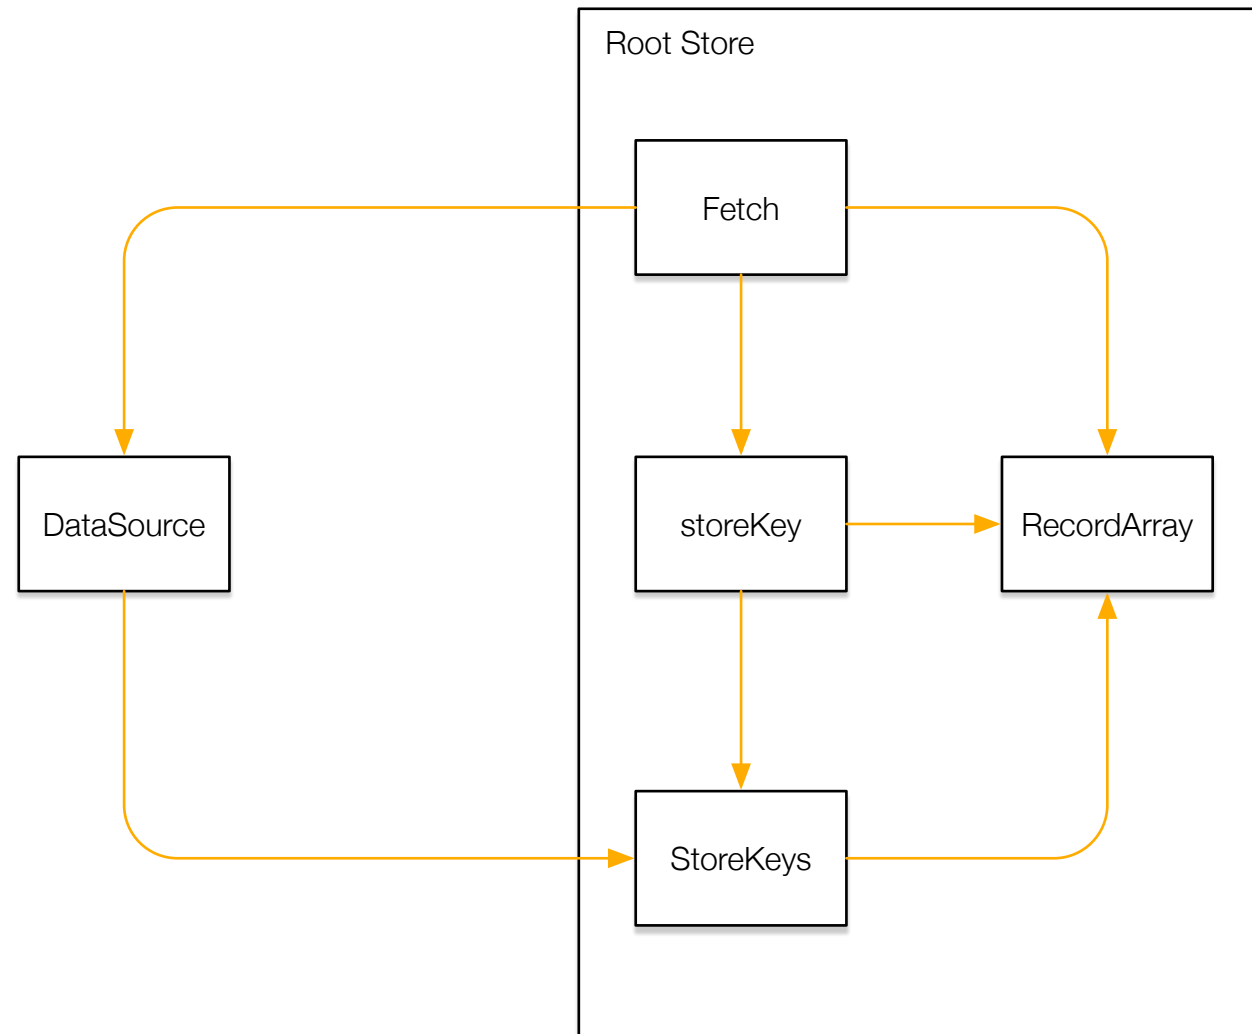 Root Store
Fetch
DataSource
storeKey
RecordArray
StoreKeys